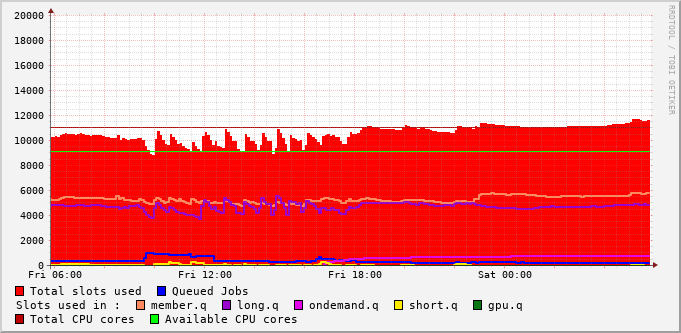 RRDTOOL / TOBI OETIKER
20000
18000
16000
14000
12000
10000
8000
6000
4000
2000
0
Fri 06:00 Fri 12:00 Fri 18:00 Sat 00:00
Total slots used Queued Jobs
Slots used in : member.q long.q ondemand.q short.q gpu.q
Total CPU cores Available CPU cores